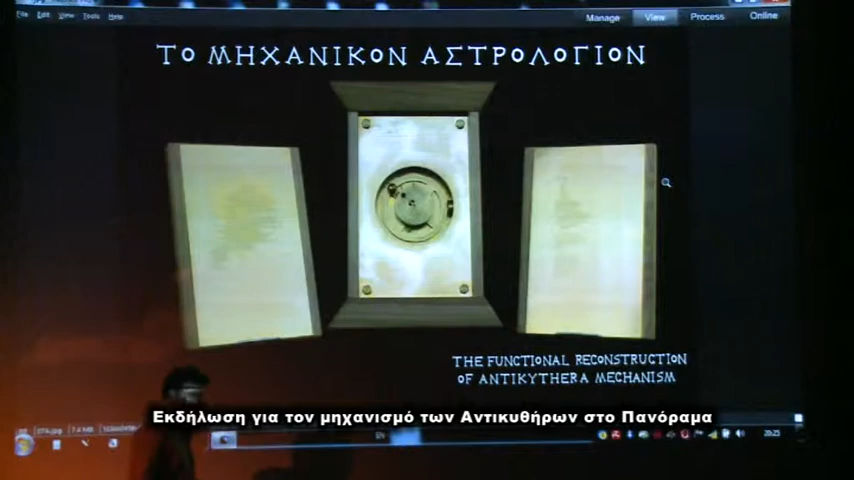 File Edit View Tools Help
Manage View Process Online
ΤΟ ΜΗΧΑΝΙΚΟΝ ΑΣΤΡΟΛΟΓΙΟΝ
THE FUNCTIONAL RECONSTRUCTION
OF ANTIKYTHERA MECHANISM
Εκδήλωση για τον μηχανισμό των Αντικυθήρων στο Πανόραμα
EN